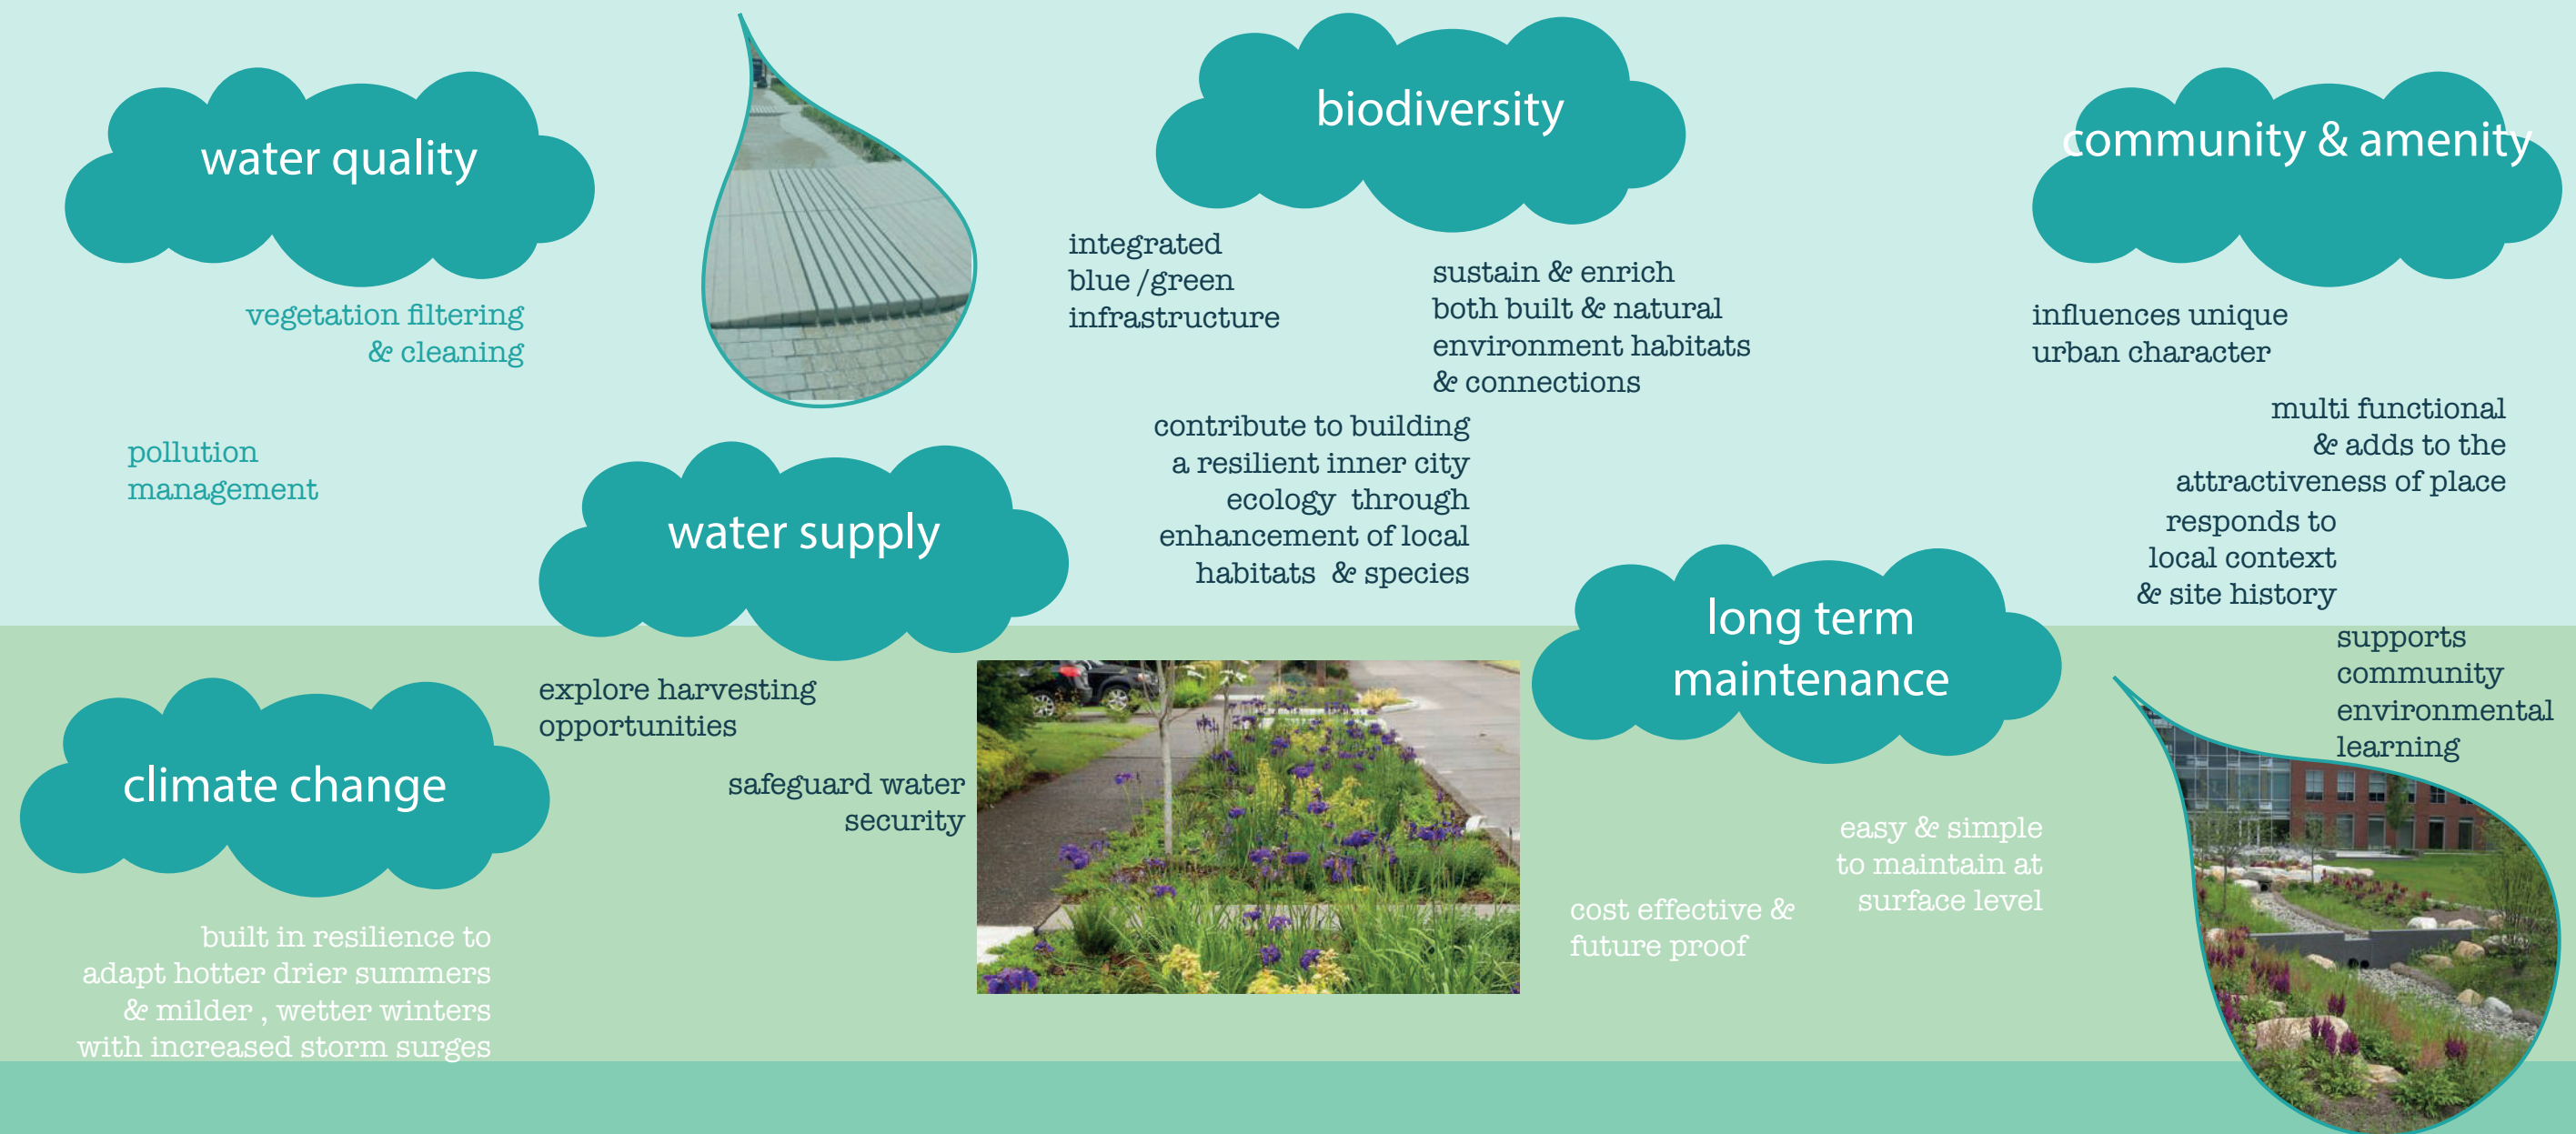 water quality
vegetation filtering
& cleaning
pollution
management
water supply
explore harvesting
opportunities
safeguard water
security
climate change
built in resilience to
adapt hotter drier summers
& milder , wetter winters
with increased storm surges
biodiversity
integrated
blue /green
infrastructure
sustain & enrich
both built & natural
environment habitats
& connections
contribute to building
a resilient inner city
ecology through
enhancement of local
habitats & species
long term
maintenance
easy & simple
to maintain at
surface level
cost effective &
future proof
community & amenity
influences unique
urban character
multi functional
& adds to the
attractiveness of place
responds to
local context
& site history
supports
community
environmental
learning